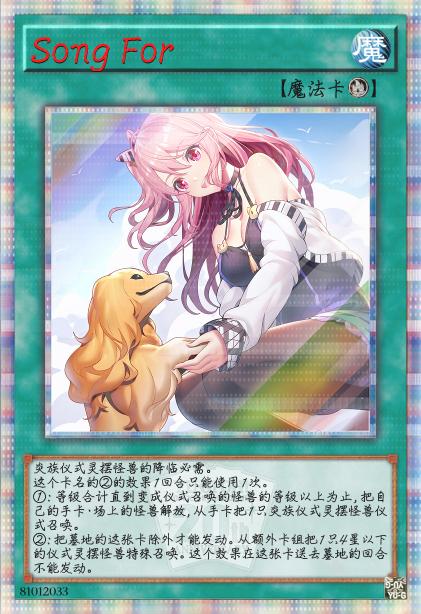 Song For
魔
【魔法卡】
炎族仪式灵摆怪兽的降临必需。
这个卡名的②的效果1回合只能使用1次。
①：等级合计直到变成仪式召唤的怪兽的等级以上为止，把自
己的手卡·场上的怪兽解放，从手卡把1只炎族仪式灵摆怪兽仪
式召唤。
②：把墓地的这张卡除外才能发动。从额外卡组把1只4星以下
的仪式灵摆怪兽特殊召唤。这个效果在这张卡送去墓地的回合
不能发动。
20th
81012033